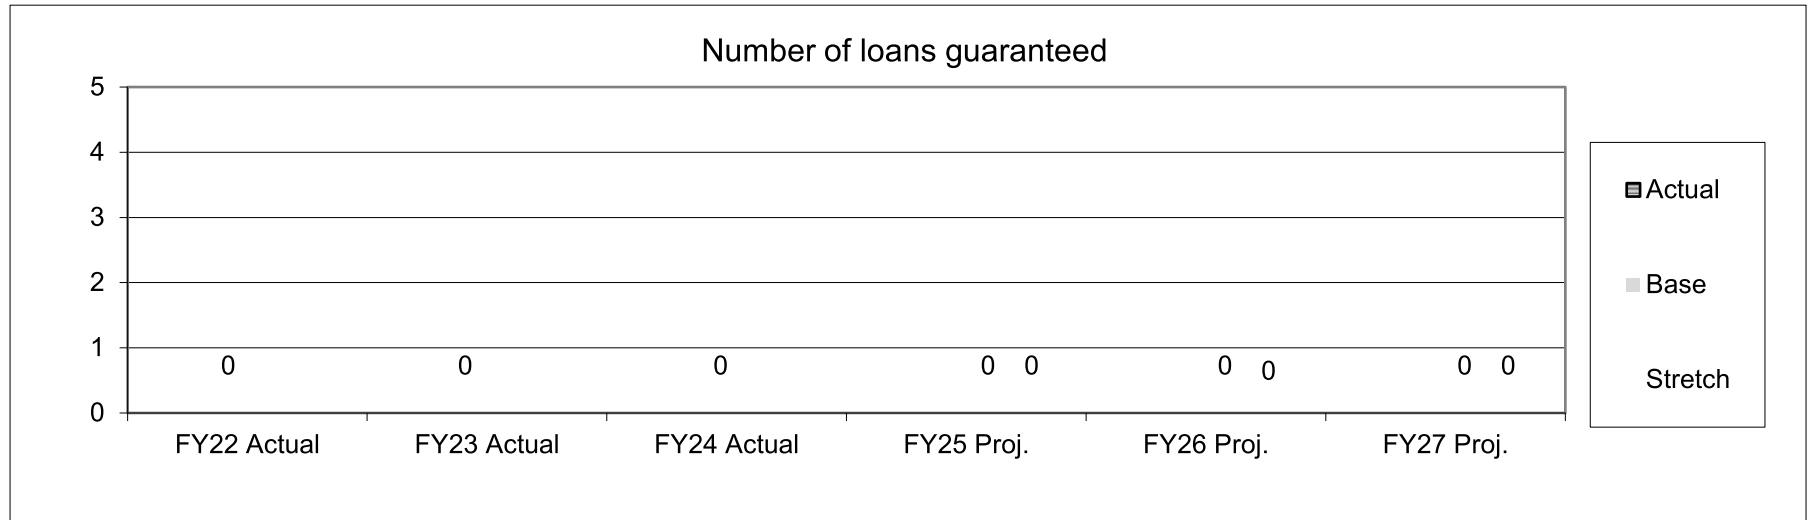 Number of loans guaranteed
5
4
3
2
1
0
0 0 0 0 0 0 0 0 0
FY22 Actual FY23 Actual FY24 Actual FY25 Proj. FY26 Proj. FY27 Proj.
Actual
Base
Stretch